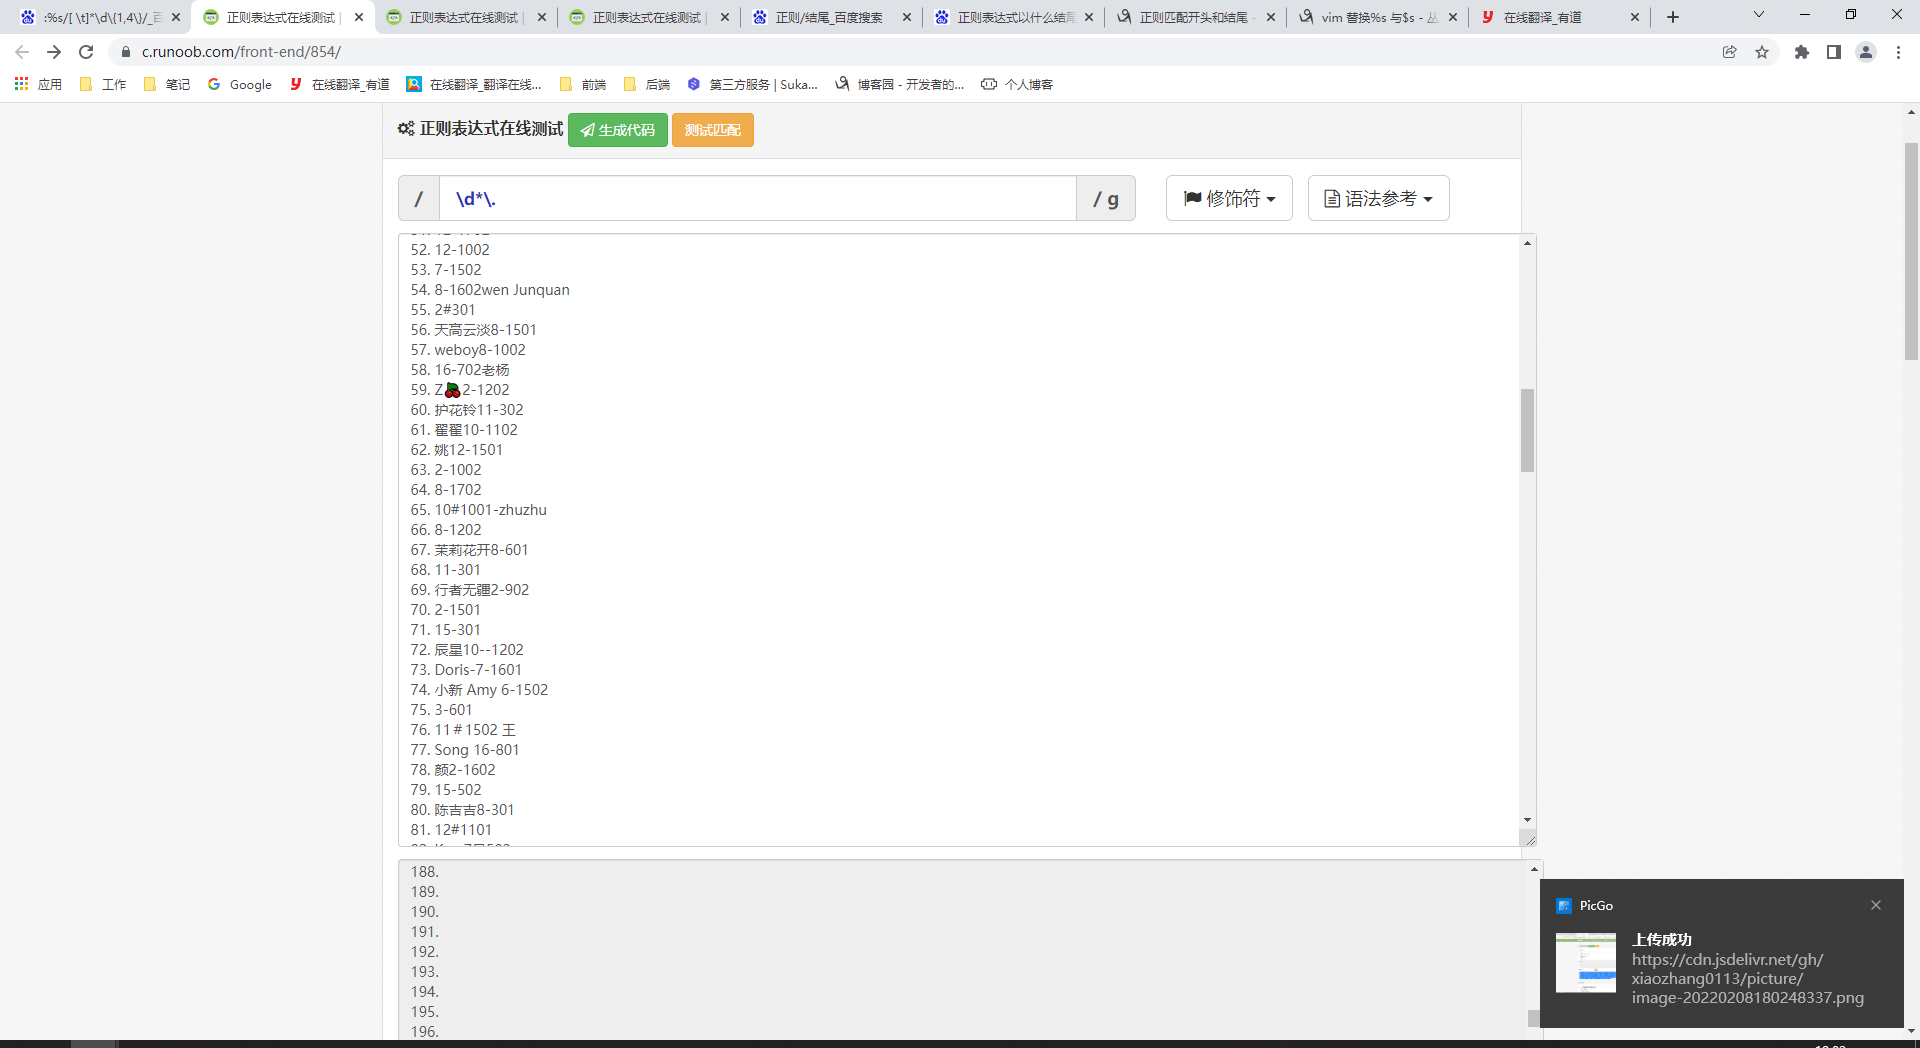 :%s/[ \t]*\d\{1,4\}/_百
正则表达式在线测试 |
正则表达式在线测试 |
正则表达式在线测试 |
正则/结尾_百度搜索
正则表达式以什么结尾
正则匹配开头和结尾 -
vim 替换%s 与$s - 丛
在线翻译_有道
c.runoob.com/front-end/854/
应用
工作
笔记
Google
在线翻译_有道
在线翻译_翻译在线...
前端
后端
第三方服务 | Suka...
博客园 - 开发者的...
个人博客
正则表达式在线测试
生成代码
测试匹配
/ \d*\. / g
修饰符
语法参考
52. 12-1002
53. 7-1502
54. 8-1602wen Junquan
55. 2#301
56. 天高云淡8-1501
57. weboy8-1002
58. 16-702老杨
59. Z🍒2-1202
60. 护花铃11-302
61. 翟翟10-1102
62. 姚12-1501
63. 2-1002
64. 8-1702
65. 10#1001-zhuzhu
66. 8-1202
67. 茉莉花开8-601
68. 11-301
69. 行者无疆2-902
70. 2-1501
71. 15-301
72. 辰星10--1202
73. Doris-7-1601
74. 小新 Amy 6-1502
75. 3-601
76. 11＃1502 王
77. Song 16-801
78. 颜2-1602
79. 15-502
80. 陈吉吉8-301
81. 12#1101
188.
189.
190.
191.
192.
193.
194.
195.
196.
PicGo
上传成功
https://cdn.jsdelivr.net/gh/
xiaozhang0113/picture/
image-20220208180248337.png